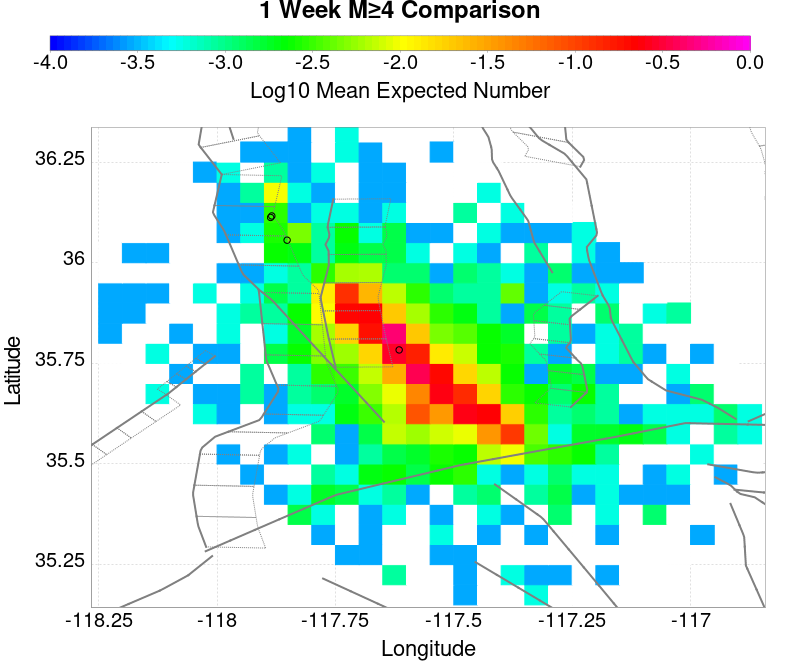 1 Week M≥4 Comparison
-4.0 -3.5 -3.0 -2.5 -2.0 -1.5 -1.0 -0.5 0.0
Log10 Mean Expected Number
36.25
36
35.75
35.5
35.25
Latitude
-118.25 -118 -117.75 -117.5 -117.25 -117
Longitude